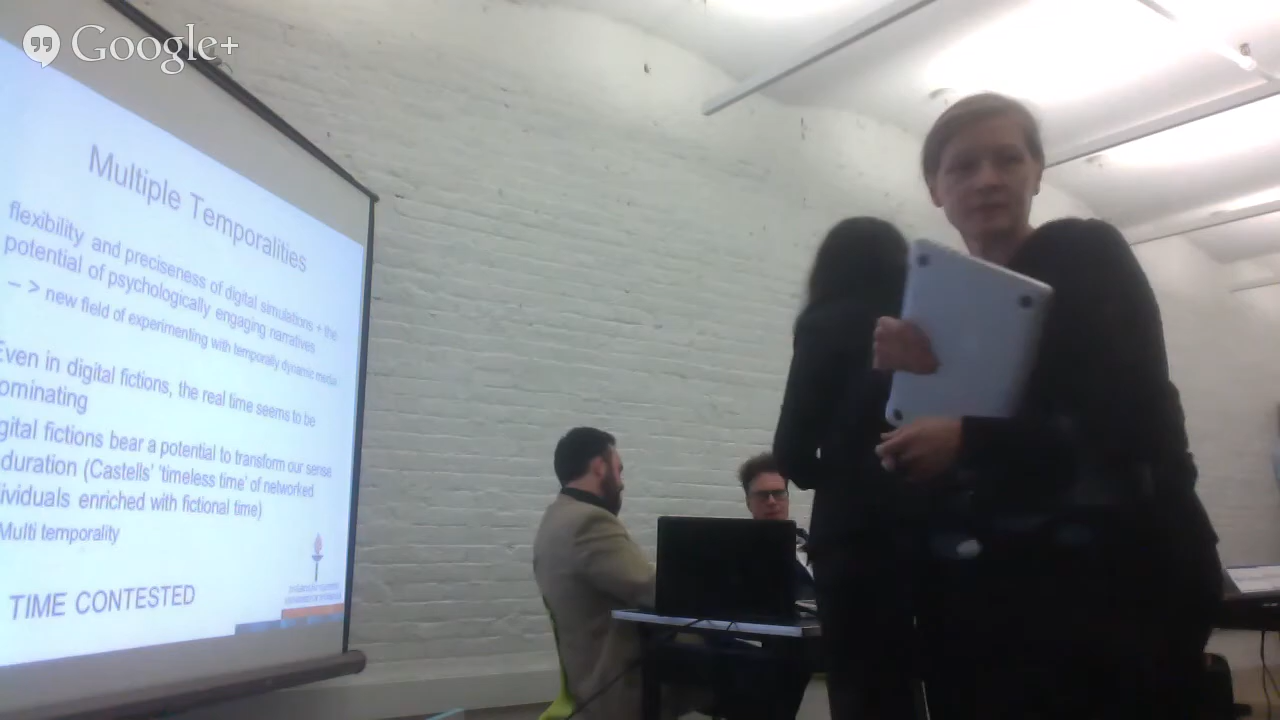 Google+
Multiple Temporalities
flexibility and preciseness of digital simulations + the
potential of psychologically engaging narratives
– > new field of experimenting with temporally dynamic media
Even in digital fictions, the real time seems to be
ominating
gital fictions bear a potential to transform our sense
duration (Castells' 'timeless time' of networked
ividuals enriched with fictional time)
Multi temporality
TIME CONTESTED